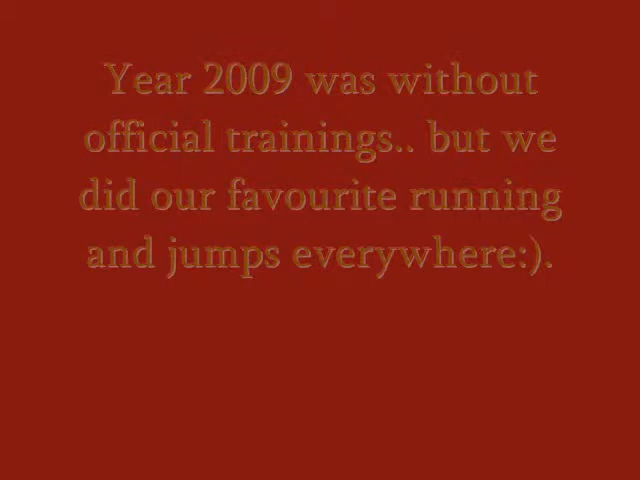 Year 2009 was without
official trainings.. but we
did our favourite running
and jumps everywhere:).